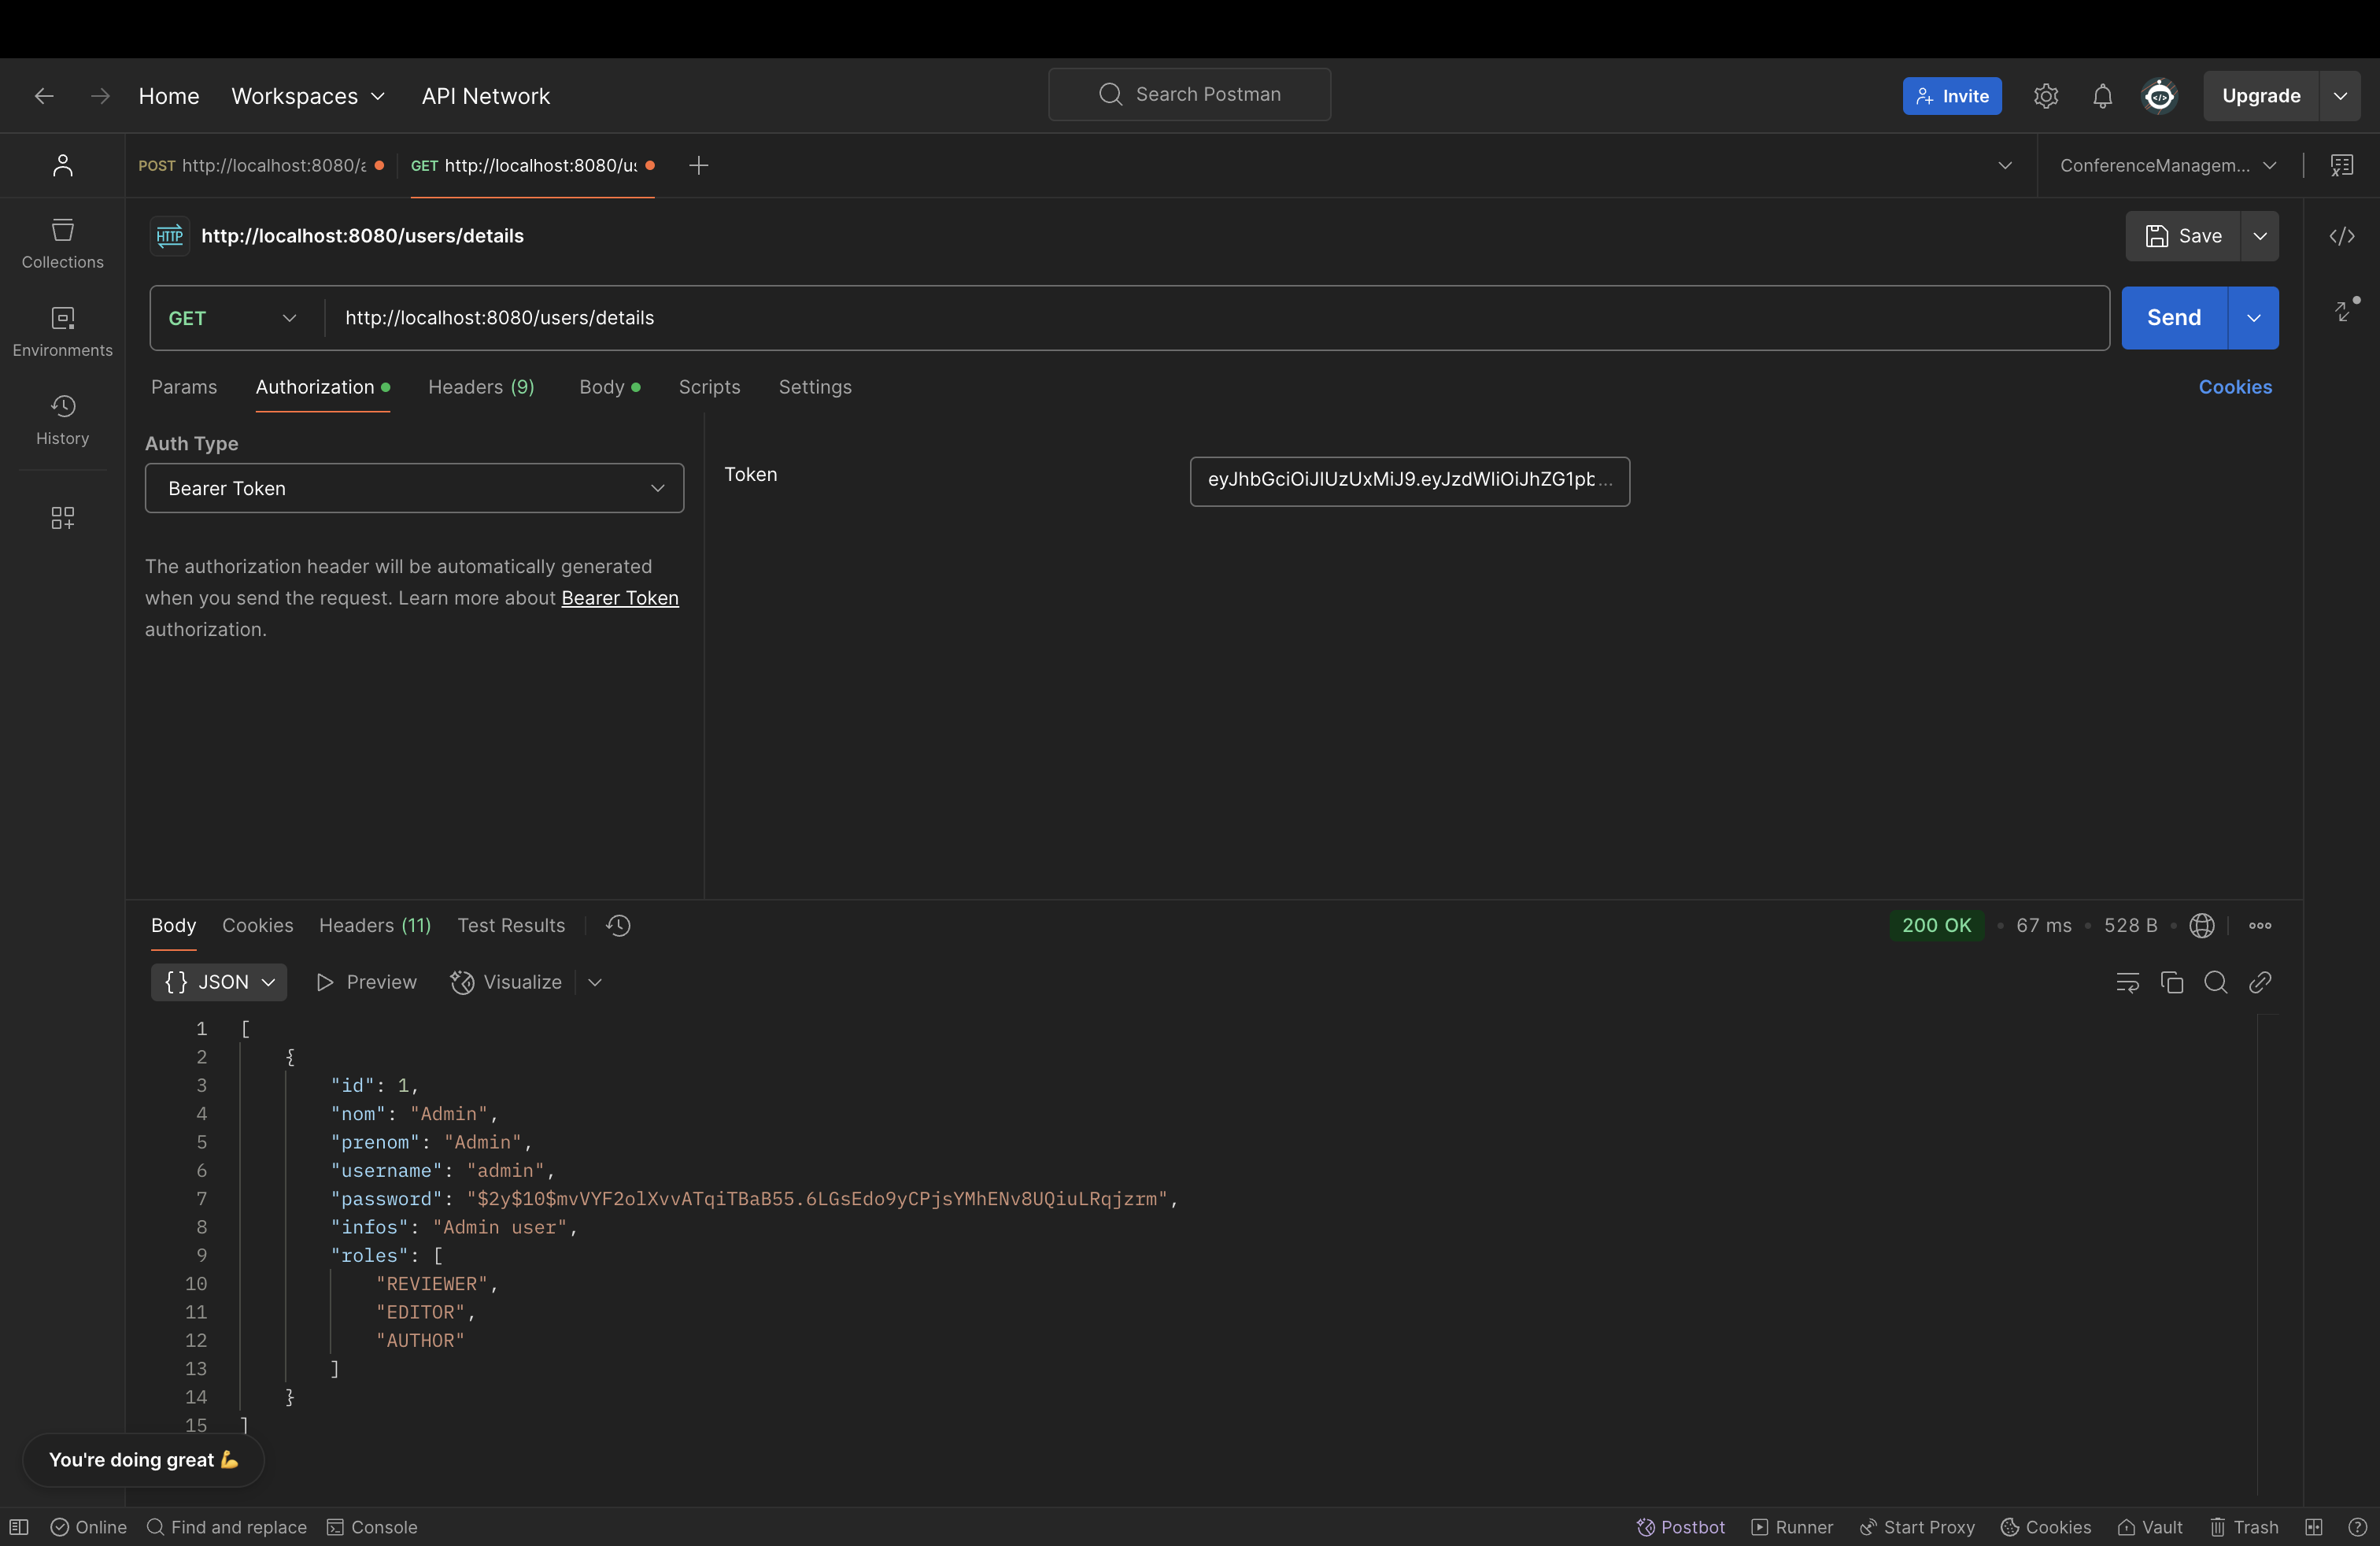 Home Workspaces API Network Search Postman Invite Upgrade
POST http://localhost:8080/a GET http://localhost:8080/us ConferenceManagem...
HTTP http://localhost:8080/users/details Save
Collections
GET http://localhost:8080/users/details Send
Environments
Params Authorization Headers (9) Body Scripts Settings Cookies
History
Auth Type
Bearer Token
Token eyJhbGciOiJIUzUxMiJ9.eyJzdWIiOiJhZG1pb...
The authorization header will be automatically generated
when you send the request. Learn more about Bearer Token
authorization.
Body Cookies Headers (11) Test Results 200 OK • 67 ms • 528 B •
{} JSON Preview Visualize
1 [
2 {
3 "id": 1,
4 "nom": "Admin",
5 "prenom": "Admin",
6 "username": "admin",
7 "password": "$2y$10$mvVYF2olXvvATqiTBaB55.6LGsEdo9yCPjsYMhENv8UQiuLRqjzrm",
8 "infos": "Admin user",
9 "roles": [
10 "REVIEWER",
11 "EDITOR",
12 "AUTHOR"
13 ]
14 }
15 ]
You're doing great 💪
Online Find and replace Console Postbot Runner Start Proxy Cookies Vault Trash